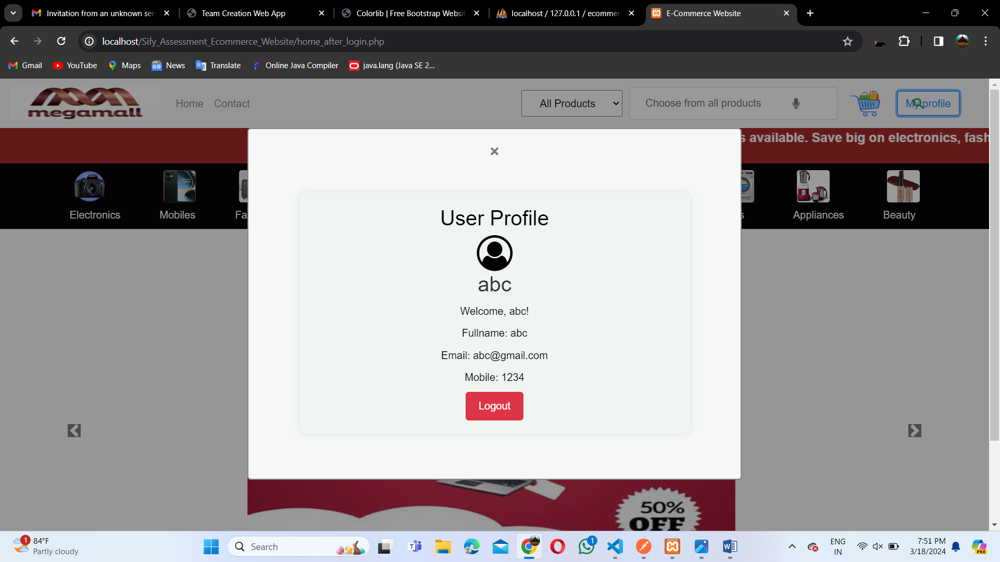 Invitation from an unknown sen
Team Creation Web App
Colorlib | Free Bootstrap Websit
localhost / 127.0.0.1 / ecommer
E-Commerce Website
localhost/Sify_Assessment_Ecommerce_Website/home_after_login.php
Gmail
YouTube
Maps
News
Translate
Online Java Compiler
java.lang (Java SE 2...
megamall
Home
Contact
All Products
Choose from all products
My profile
s available. Save big on electronics, fash
Electronics
Mobiles
Fa
s
Appliances
Beauty
×
User Profile
abc
Welcome, abc!
Fullname: abc
Email: abc@gmail.com
Mobile: 1234
Logout
50%
OFF
1
84°F
Partly cloudy
Search
1
ENG
IN
7:51 PM
3/18/2024
PRE